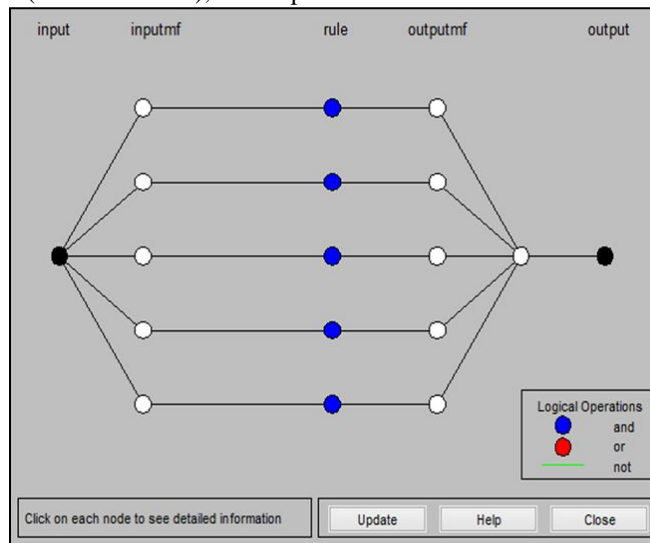 input inputmf rule outputmf output
Logical Operations
and
or
not
Click on each node to see detailed information
Update Help Close